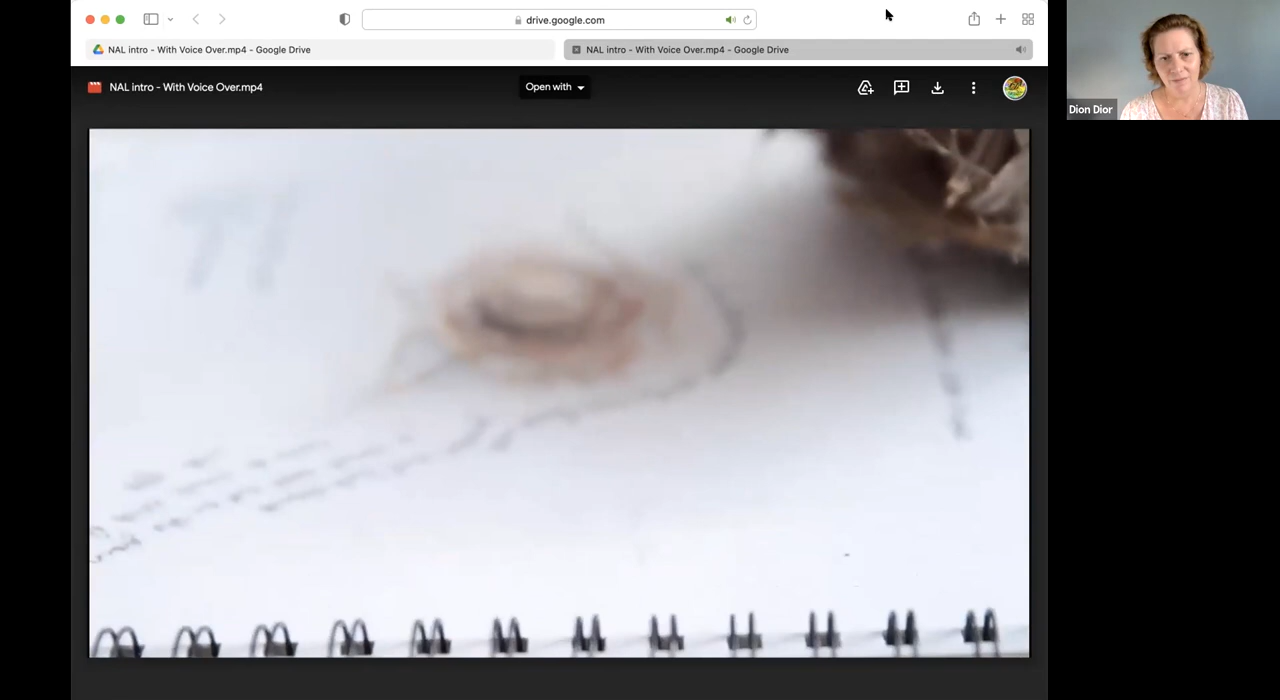 drive.google.com
NAL intro - With Voice Over.mp4 - Google Drive
NAL intro - With Voice Over.mp4 - Google Drive
NAL intro - With Voice Over.mp4
Open with
Dion Dior